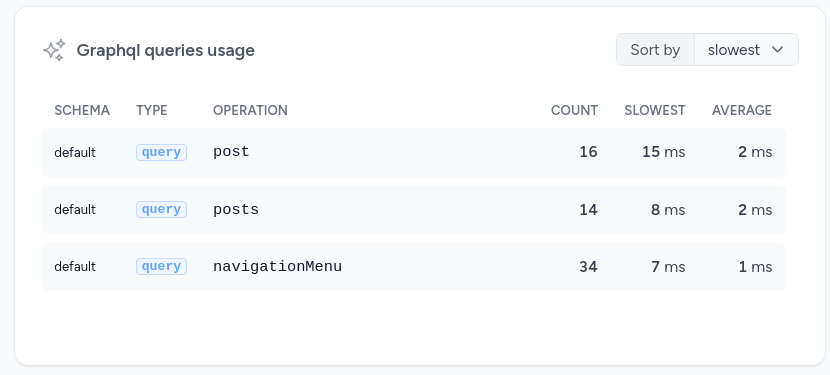 Graphql queries usage
Sort by slowest
SCHEMA TYPE OPERATION COUNT SLOWEST AVERAGE
default query post 16 15 ms 2 ms
default query posts 14 8 ms 2 ms
default query navigationMenu 34 7 ms 1 ms